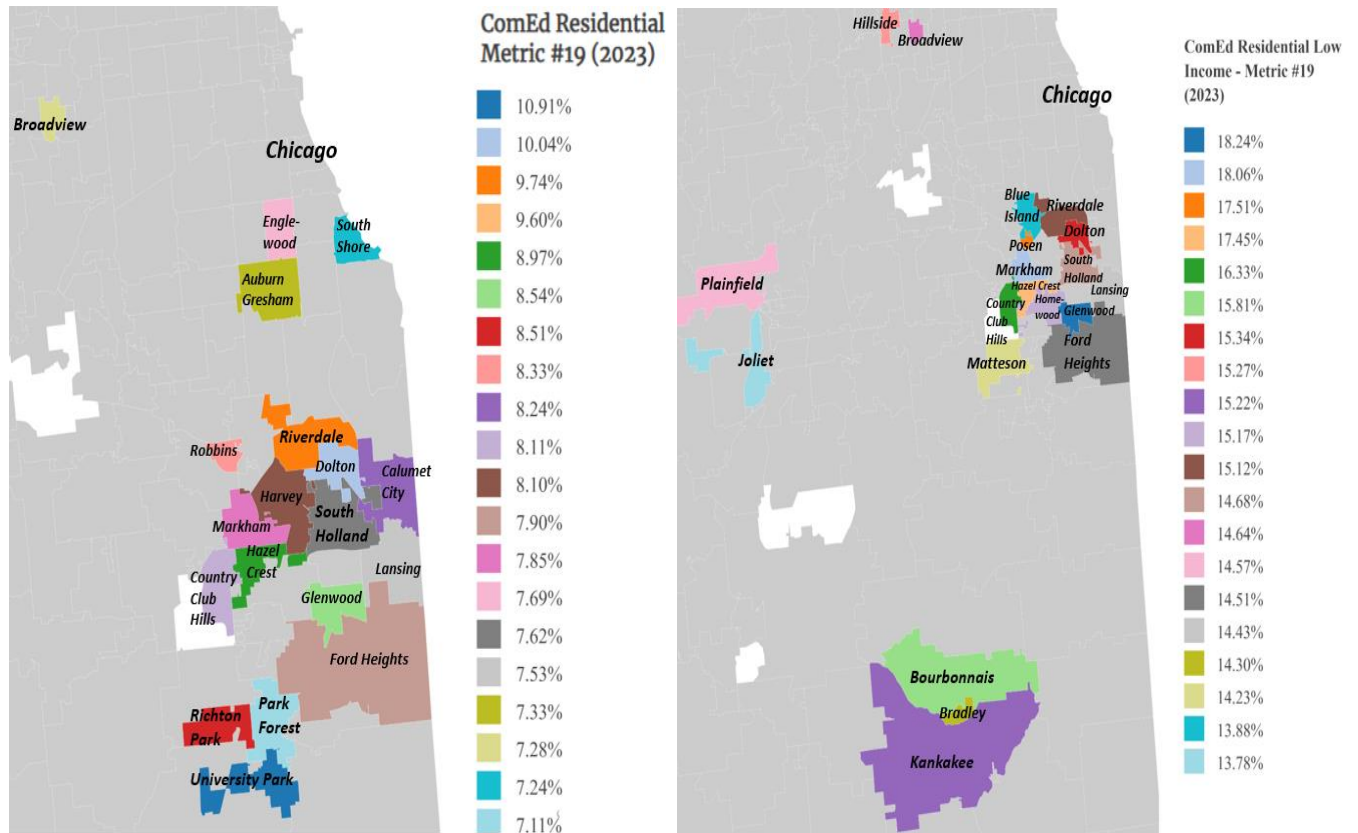 ComEd Residential
Metric #19 (2023)
10.91%
10.04%
9.74%
9.60%
8.97%
8.54%
8.51%
8.33%
8.24%
8.11%
8.10%
7.90%
7.85%
7.69%
7.62%
7.53%
7.33%
7.28%
7.24%
7.11%
Broadview
Chicago
Engle-
wood
South
Shore
Auburn
Gresham
Riverdale
Robbins
Dolton
Calumet
City
Harvey
South
Holland
Markham
Hazel
Crest
Lansing
Country
Club
Hills
Glenwood
Ford Heights
Park
Forest
Richton
Park
University Park
ComEd Residential Low
Income - Metric #19
(2023)
18.24%
18.06%
17.51%
17.45%
16.33%
15.81%
15.34%
15.27%
15.22%
15.17%
15.12%
14.68%
14.64%
14.57%
14.51%
14.43%
14.30%
14.23%
13.88%
13.78%
Hillside
Broadview
Chicago
Blue
Island
Riverdale
Dolton
Posen
South
Holland
Markham
Hazel Crest
Lansing
Country
Club
Hills
Home-
wood
Glenwood
Ford
Heights
Matteson
Plainfield
Joliet
Bourbonnais
Bradley
Kankakee